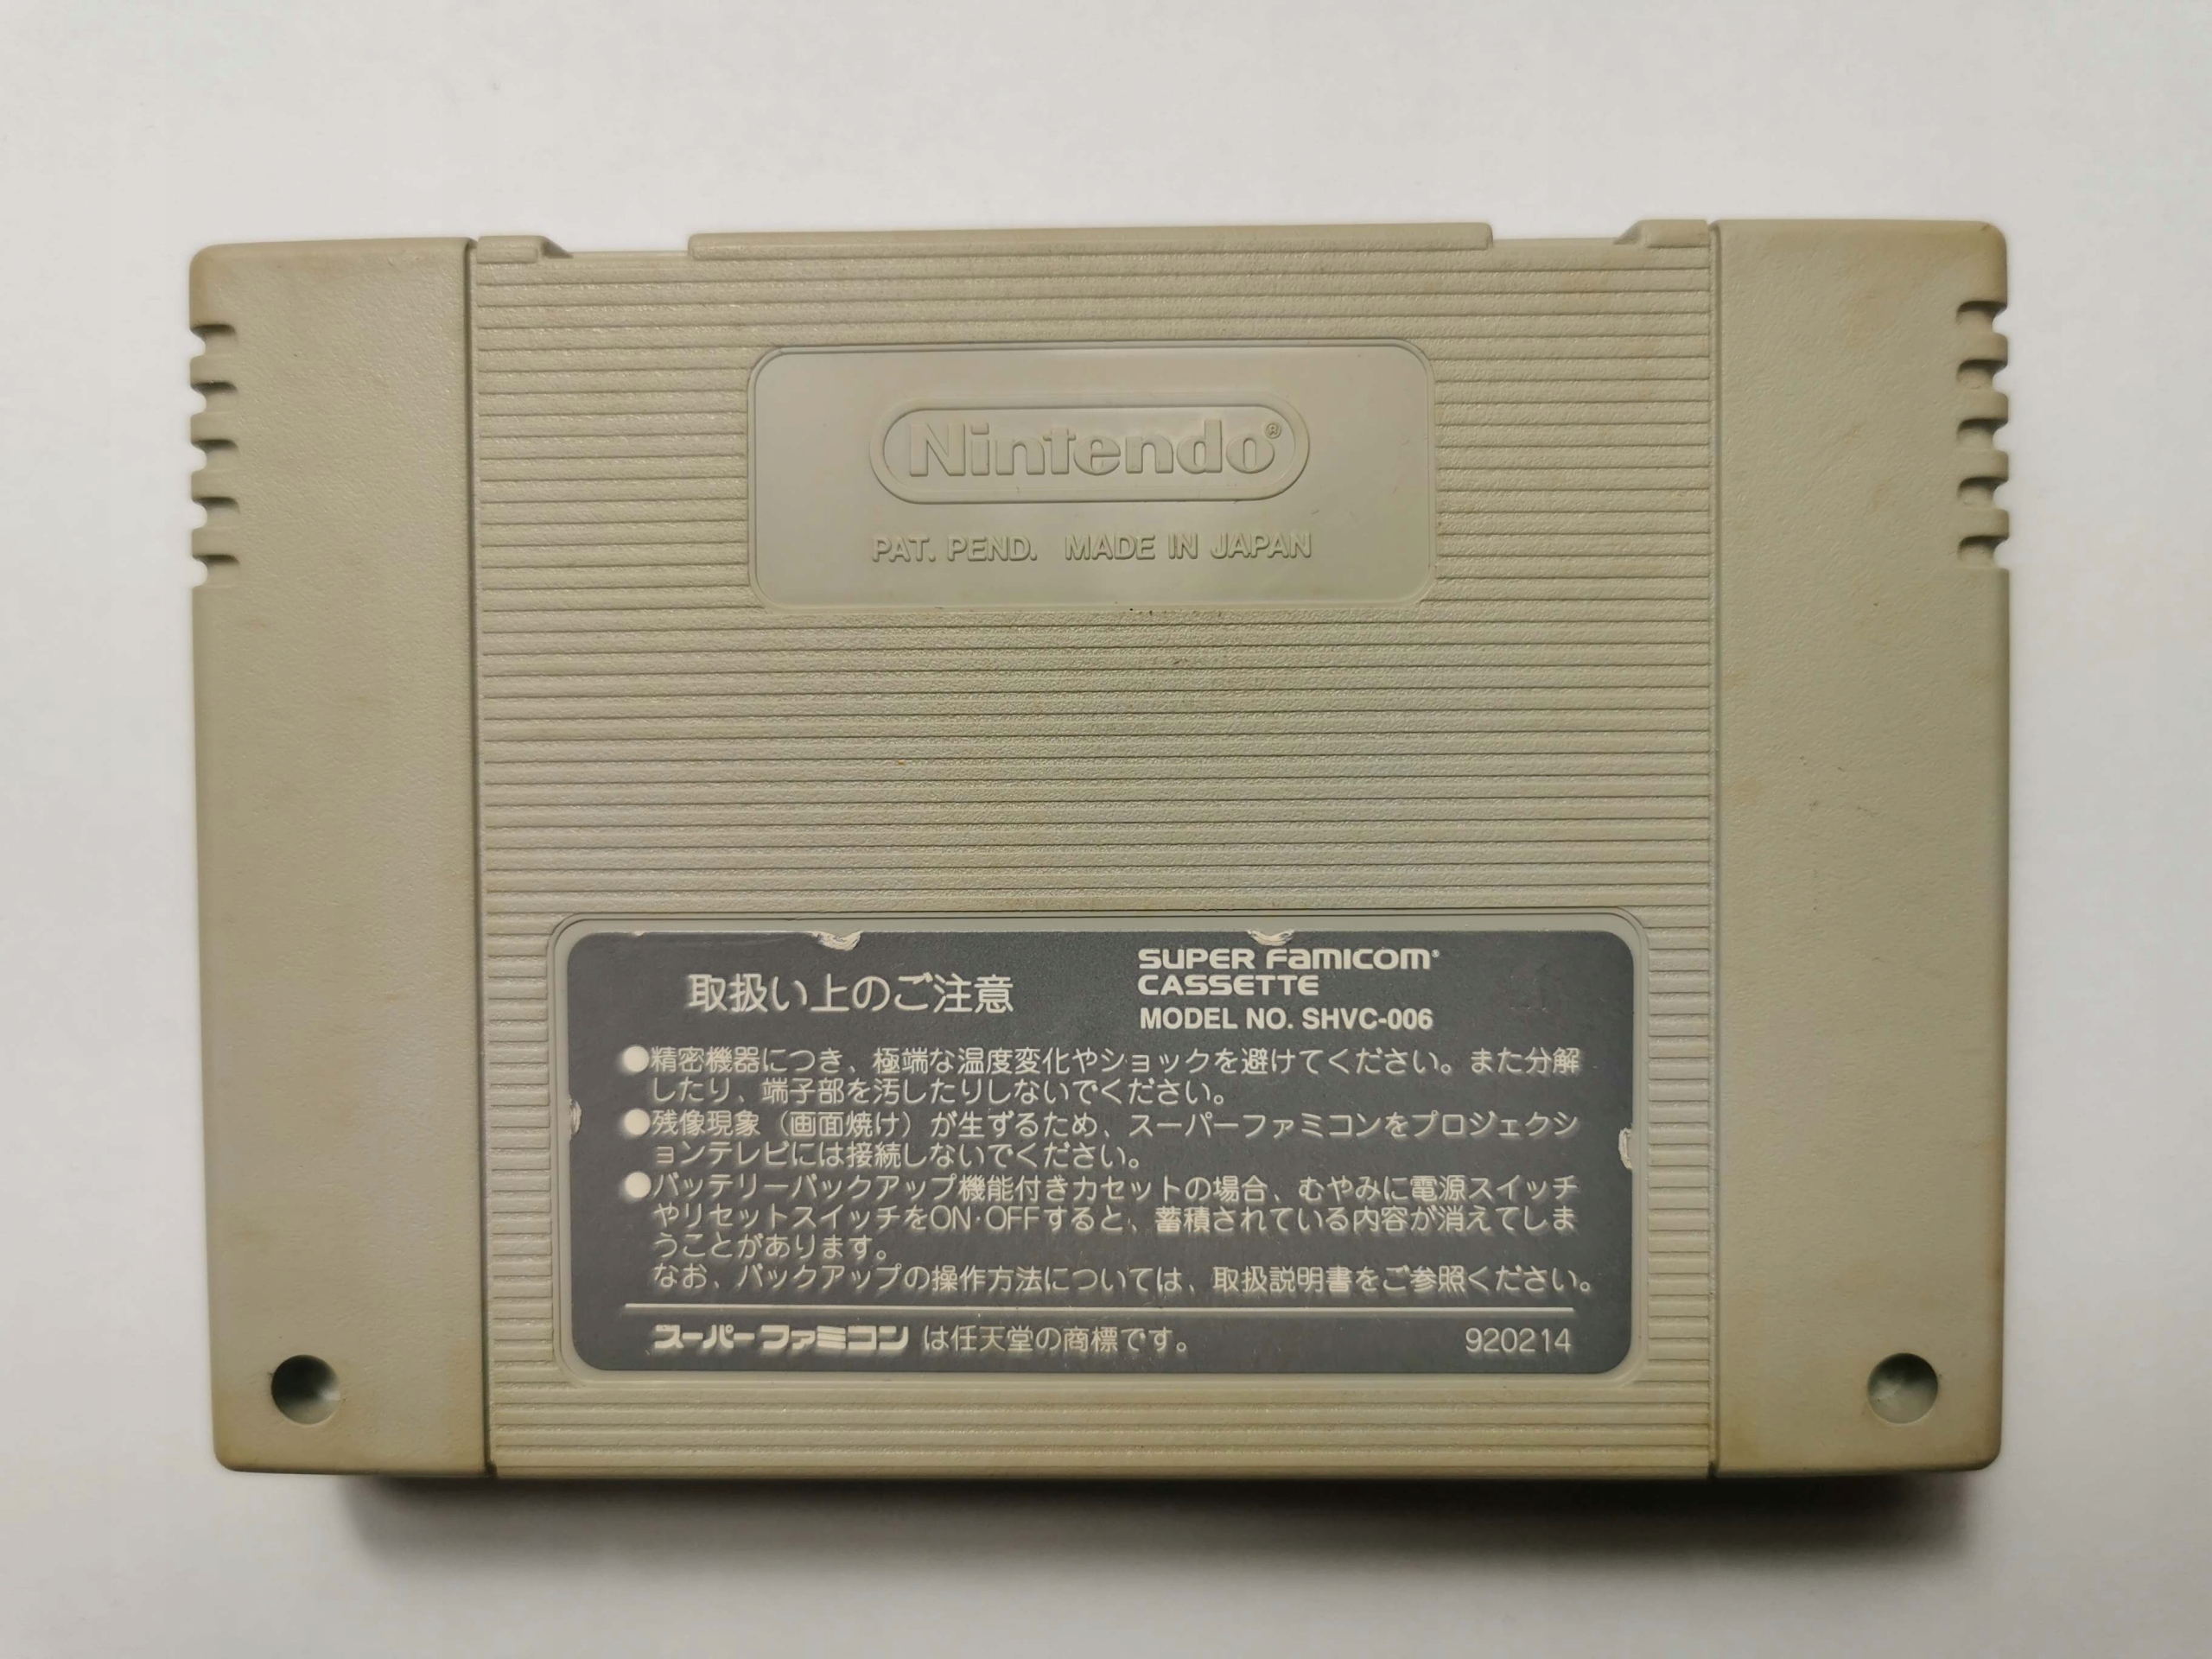 Nintendo®
PAT. PEND. MADE IN JAPAN
取扱い上のご注意
SUPER FAMICOM
CASSETTE
MODEL NO. SHVC-006
●精密機器につき、極端な温度変化やショックを避けてください。また分解
したり、端子部を汚したりしないでください。
●残像現象（画面焼け）が生ずるため、スーパーファミコンをプロジェクシ
ョンテレビには接続しないでください。
●バッテリーバックアップ機能付きカセットの場合、むやみに電源スイッチ
やリセットスイッチをON·OFFすると、蓄積されている内容が消えてしま
うことがあります。
なお、バックアップの操作方法については、取扱説明書をご参照ください。
スーパーファミコン は任天堂の商標です。
920214